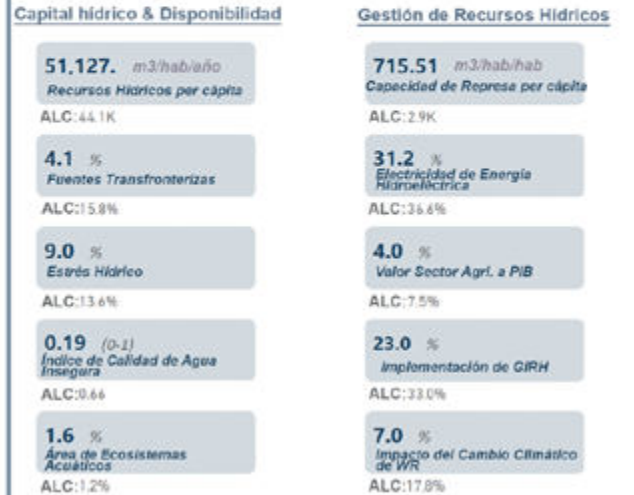 Capital hídrico & Disponibilidad
51,127. m3/hab/año
Recursos Hídricos per cápita
ALC:44.1K
4.1 %
Fuentes Transfronterizas
ALC:15.8%
9.0 %
Estrés Hídrico
ALC:13.6%
0.19 (0-1)
Índice de Calidad de Agua
Insegura
ALC:0.66
1.6 %
Área de Ecosistemas
Acuáticos
ALC:1.2%
Gestión de Recursos Hídricos
715.51 m3/hab/hab
Capacidad de Represa per cápita
ALC:2.9K
31.2 %
Electricidad de Energía
Hidroeléctrica
ALC:36.6%
4.0 %
Valor Sector Agri. a PIB
ALC:7.5%
23.0 %
Implementación de GIRH
ALC:33.0%
7.0 %
Impacto del Cambio Climático
de WR
ALC:17.8%